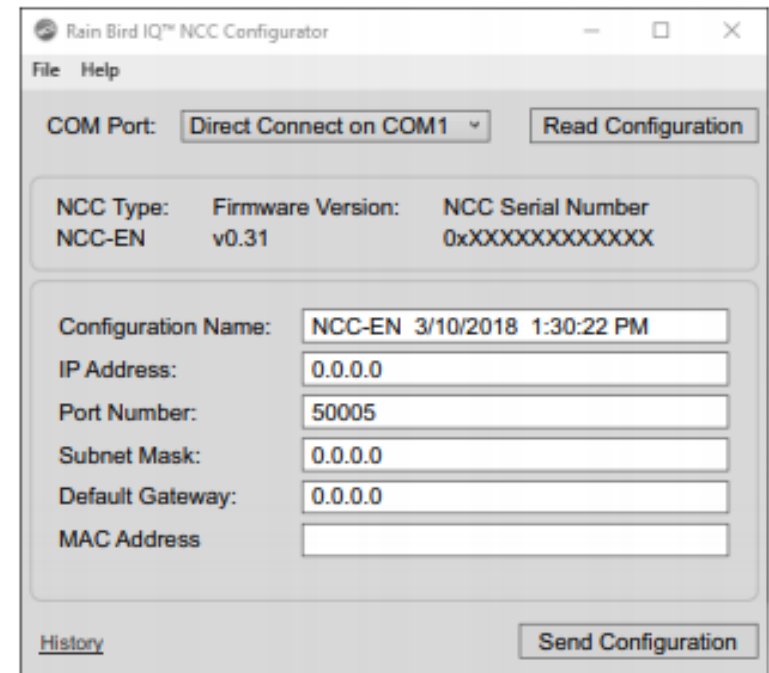 Rain Bird IQ™ NCC Configurator
File Help
COM Port: Direct Connect on COM1 Read Configuration
NCC Type: Firmware Version: NCC Serial Number
NCC-EN v0.31 0xXXXXXXXXXXXX
Configuration Name: NCC-EN 3/10/2018 1:30:22 PM
IP Address: 0.0.0.0
Port Number: 50005
Subnet Mask: 0.0.0.0
Default Gateway: 0.0.0.0
MAC Address
History Send Configuration